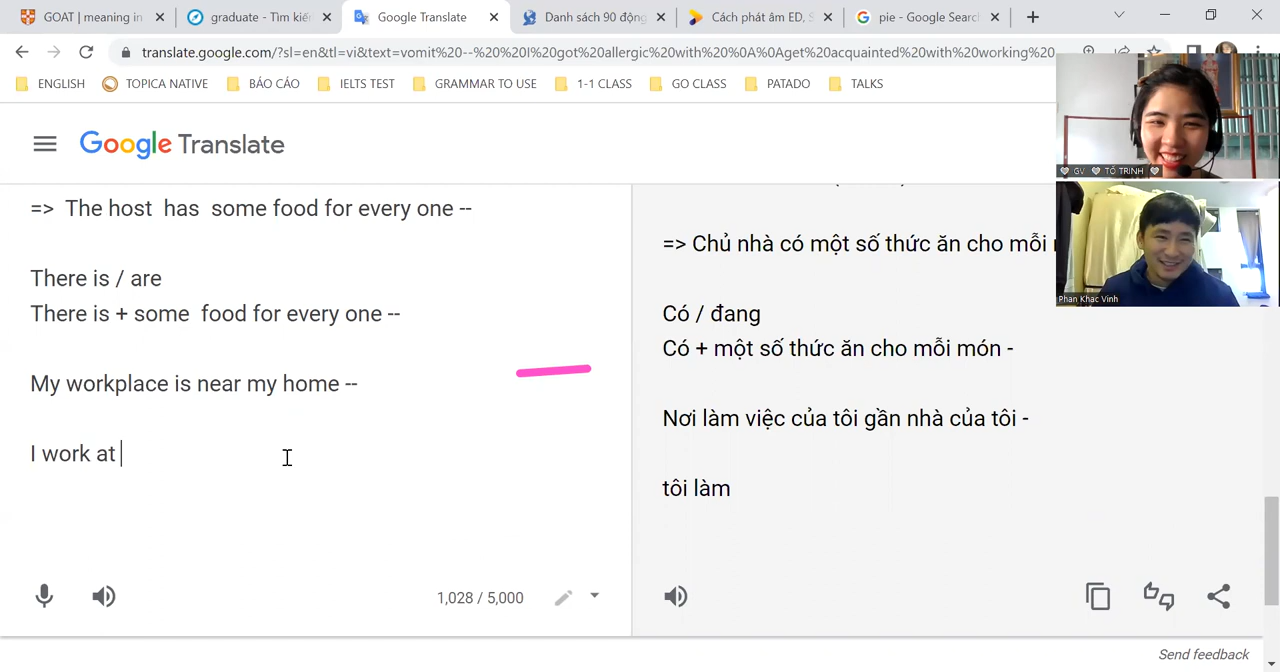 GOAT | meaning in
graduate - Tìm kiế
Google Translate
Danh sách 90 động
Cách phát âm ED, S
pie - Google Searc
translate.google.com/?sl=en&tl=vi&text=vomit%20--%20%20I%20got%20allergic%20with%20%0A%0Aget%20acquainted%20with%20working%20
ENGLISH
TOPICA NATIVE
BÁO CÁO
IELTS TEST
GRAMMAR TO USE
1-1 CLASS
GO CLASS
PATADO
TALKS
Google Translate
GV TỐ TRINH
Phan Khac Vinh
=> The host has some food for every one --
There is / are
There is + some food for every one --
My workplace is near my home --
I work at
1,028 / 5,000
=> Chủ nhà có một số thức ăn cho mỗi
Có / đang
Có + một số thức ăn cho mỗi món -
Nơi làm việc của tôi gần nhà của tôi -
tôi làm
Send feedback